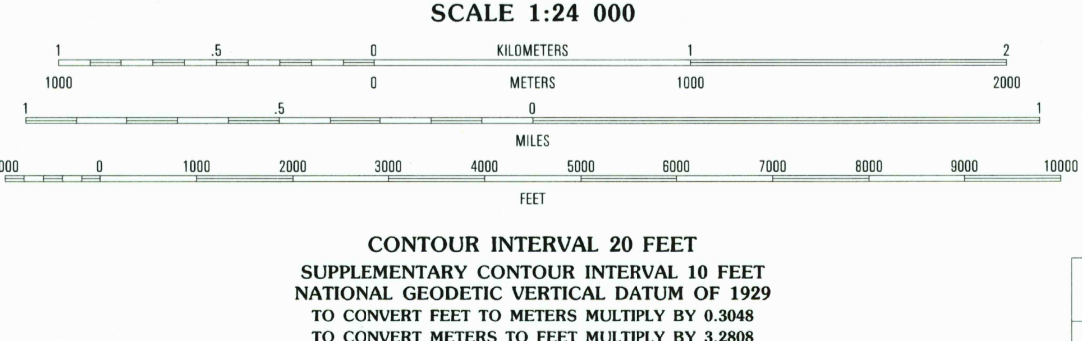 SCALE 1:24 000
1 .5 0 KILOMETERS 1 2
1000 0 METERS 1000 2000
1 .5 0 1
MILES
000 0 1000 2000 3000 4000 5000 6000 7000 8000 9000 10000
FEET
CONTOUR INTERVAL 20 FEET
SUPPLEMENTARY CONTOUR INTERVAL 10 FEET
NATIONAL GEODETIC VERTICAL DATUM OF 1929
TO CONVERT FEET TO METERS MULTIPLY BY 0.3048
TO CONVERT METERS TO FEET MULTIPLY BY 3.2808